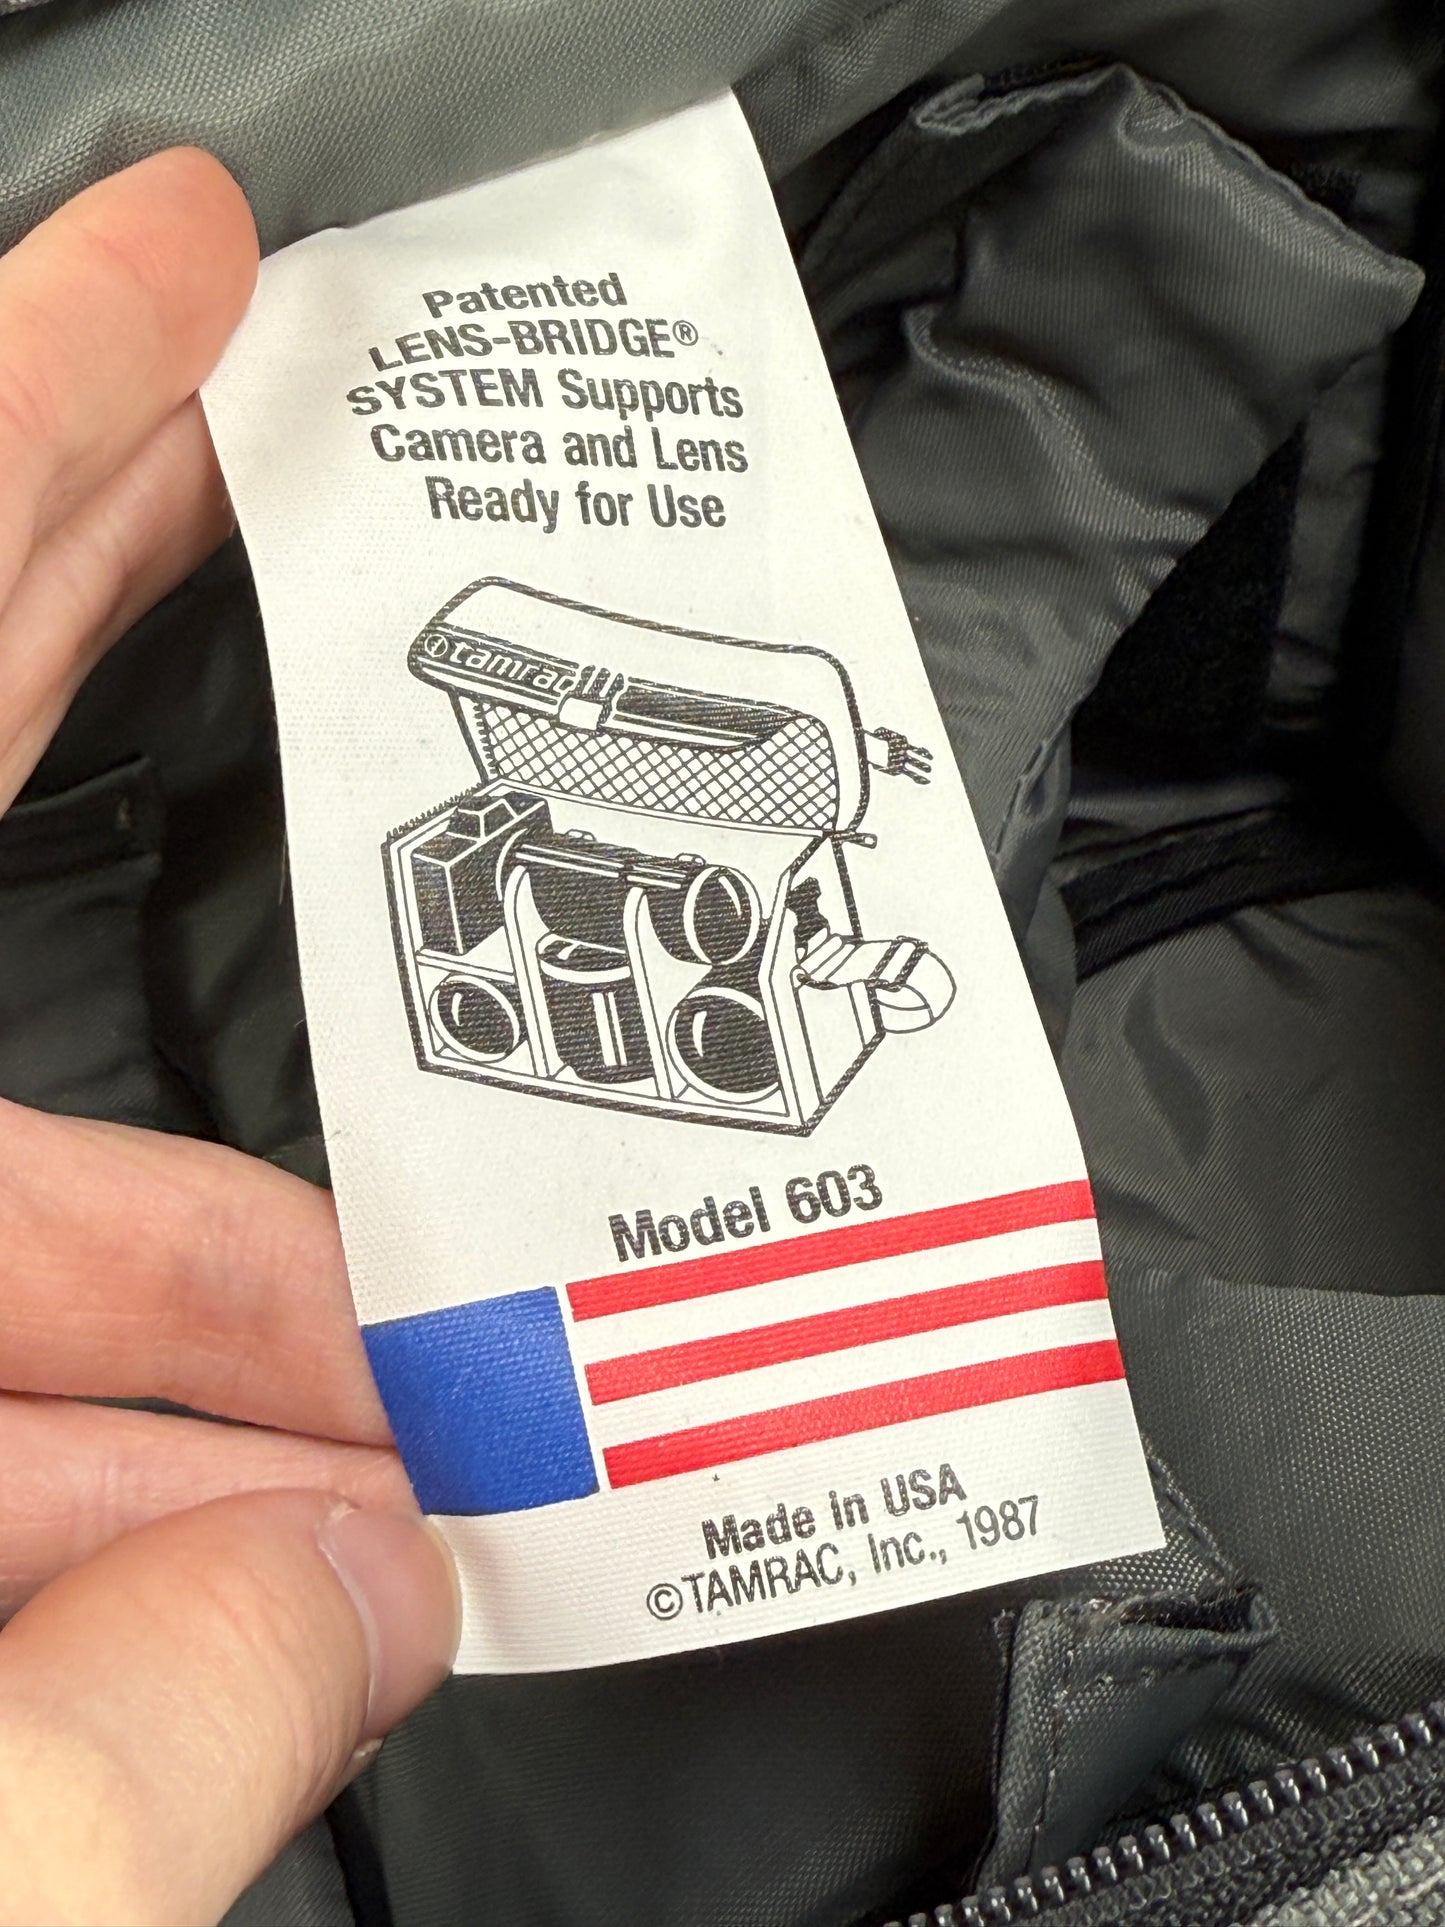 Patented
LENS-BRIDGE®
SYSTEM Supports
Camera and Lens
Ready for Use
tamrac
Model 603
Made in USA
©TAMRAC, Inc., 1987